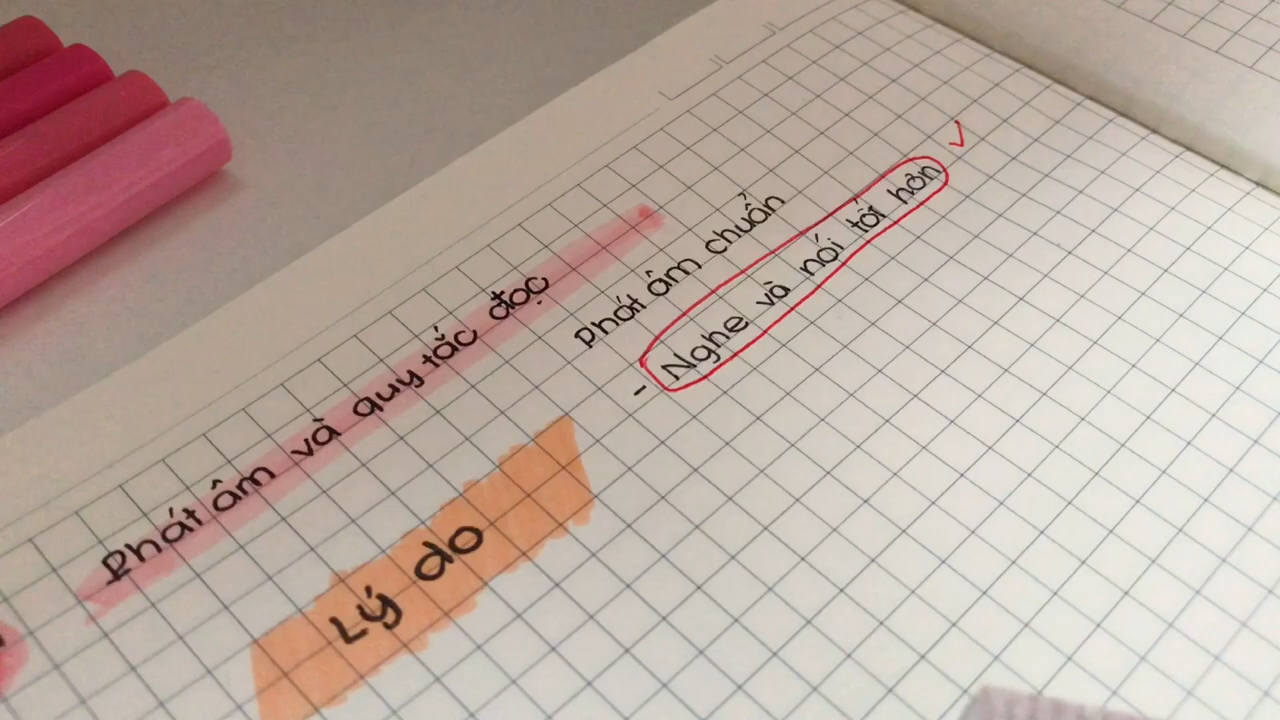 Phát âm và quy tắc đọc
Phát âm chuẩn
- Nghe và nói tốt hơn
Lý do